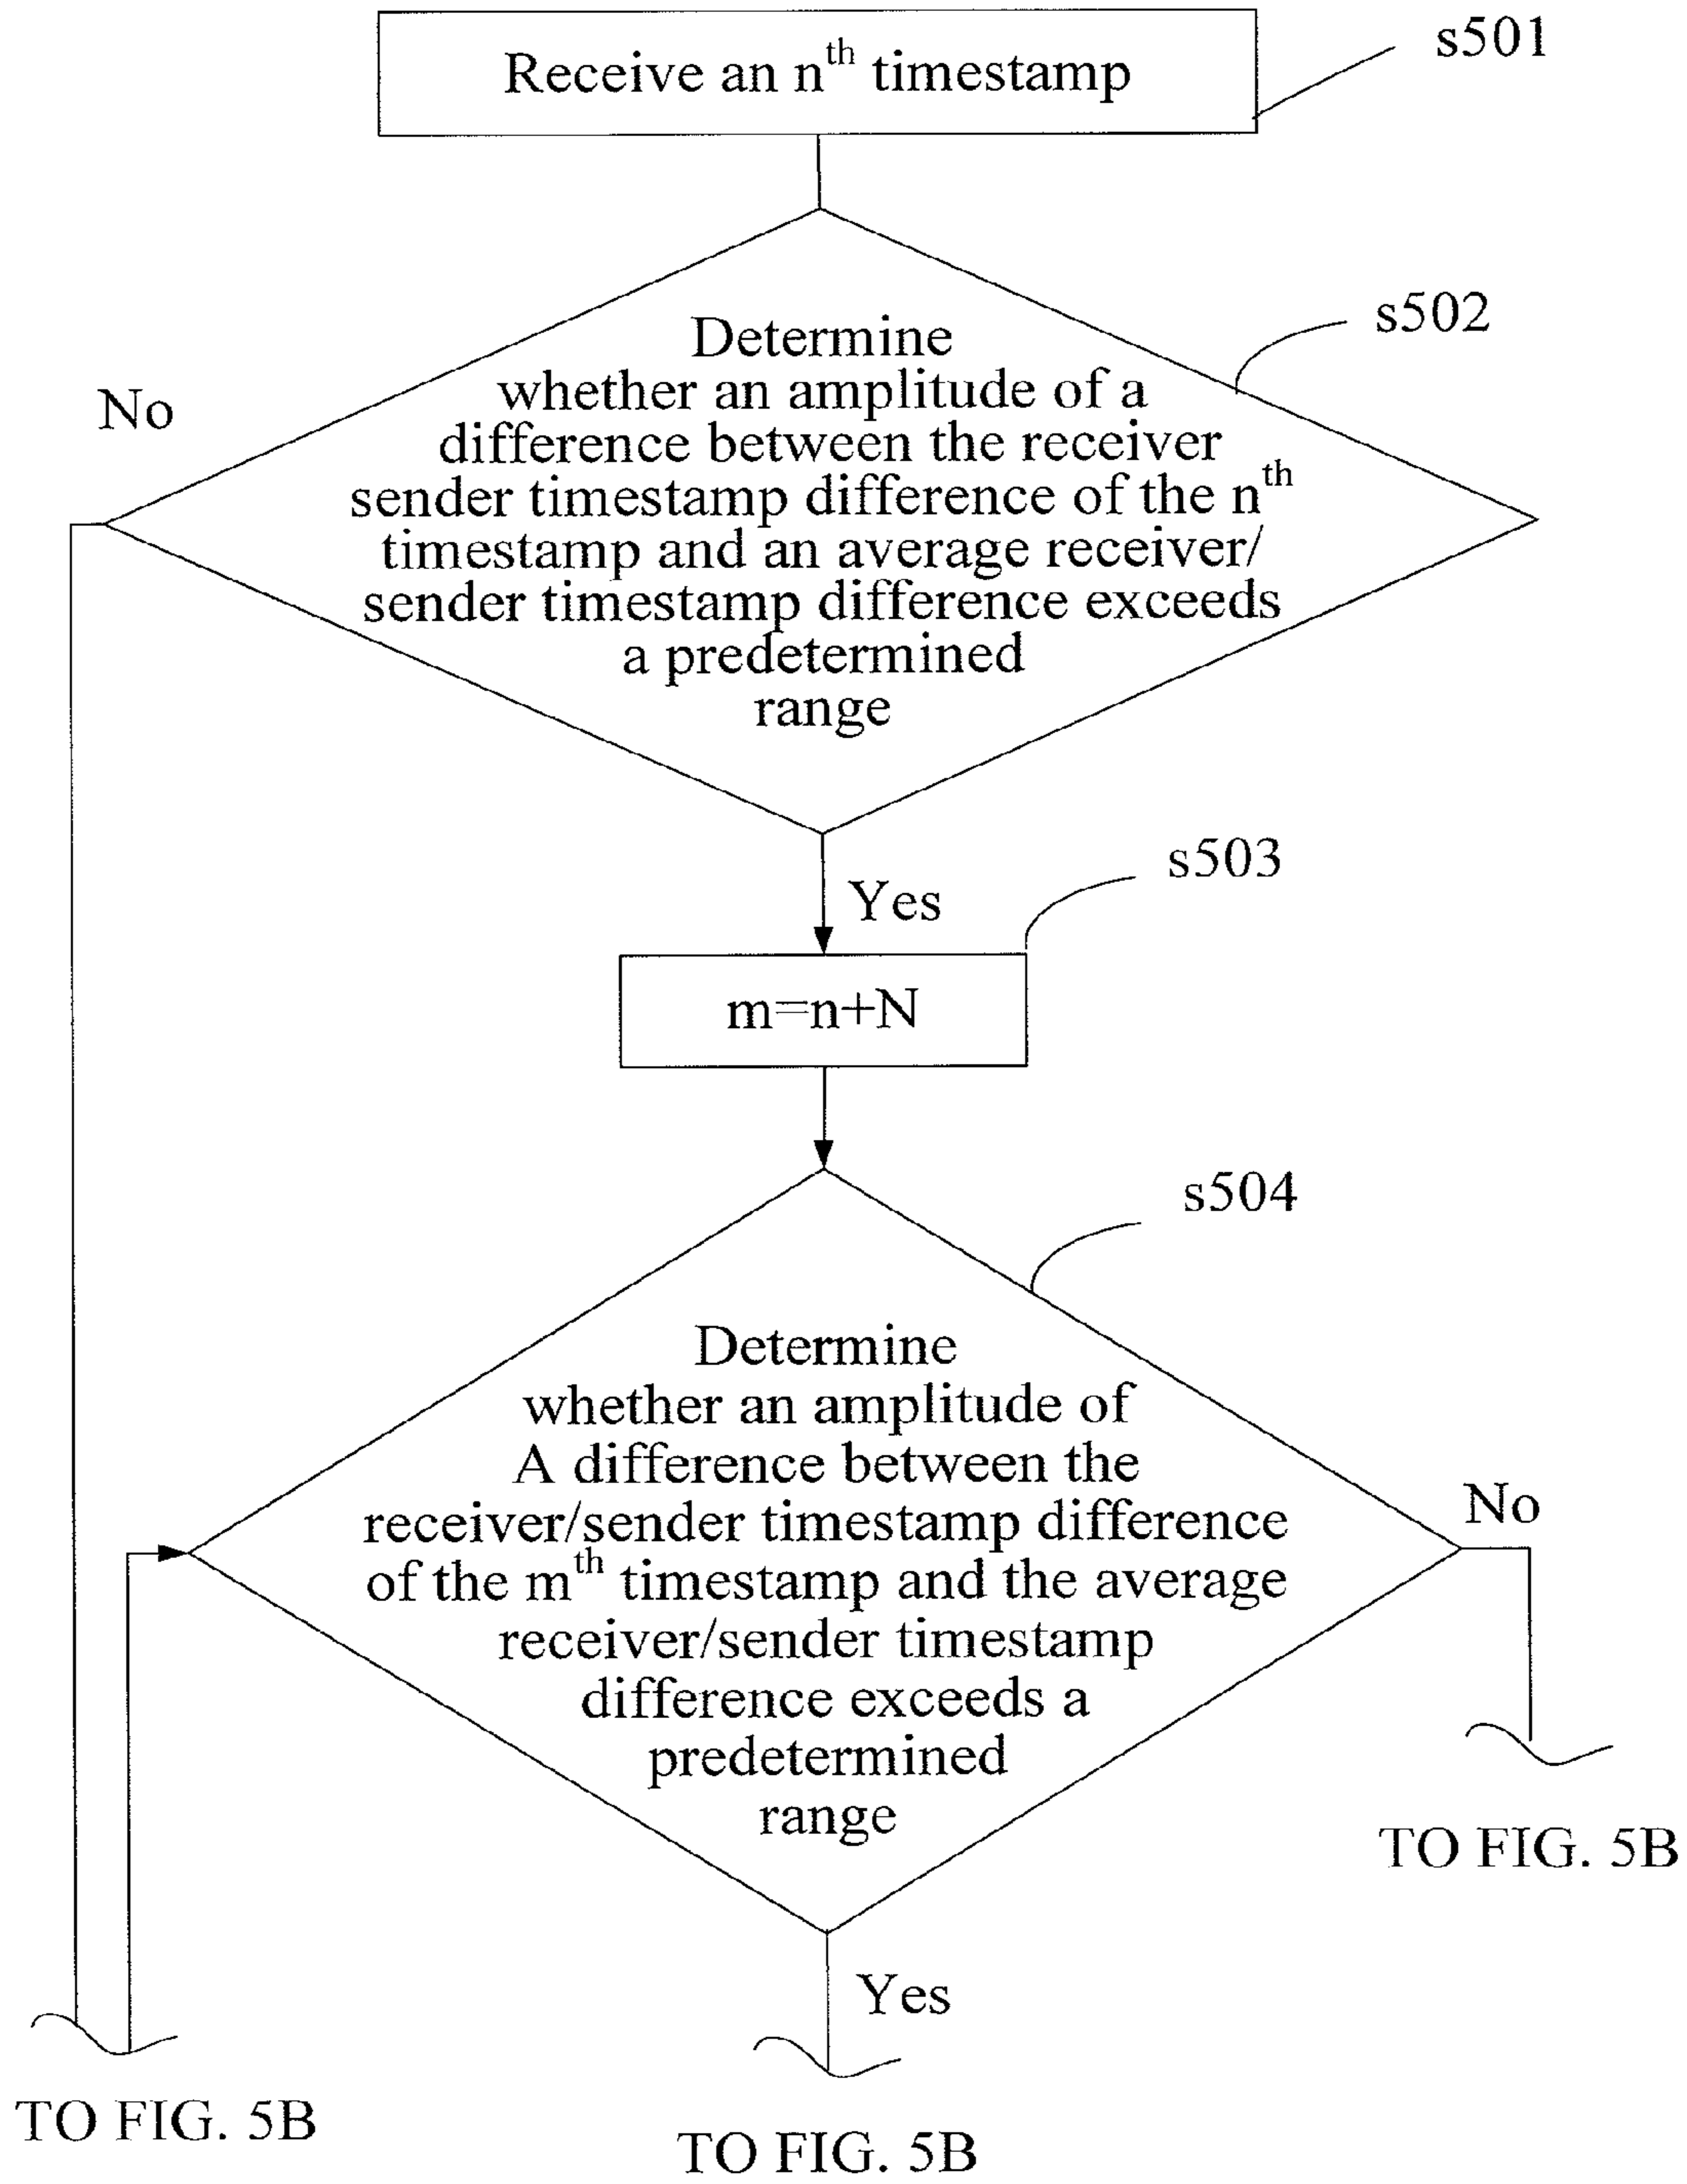 Receive an nth timestamp
s501
s502
Determine
whether an amplitude of a
difference between the receiver
sender timestamp difference of the nth
timestamp and an average receiver/
sender timestamp difference exceeds
a predetermined
range
No
Yes
s503
m=n+N
s504
Determine
whether an amplitude of
A difference between the
receiver/sender timestamp difference
of the mth timestamp and the average
receiver/sender timestamp
difference exceeds a
predetermined
range
No
TO FIG. 5B
Yes
TO FIG. 5B
TO FIG. 5B